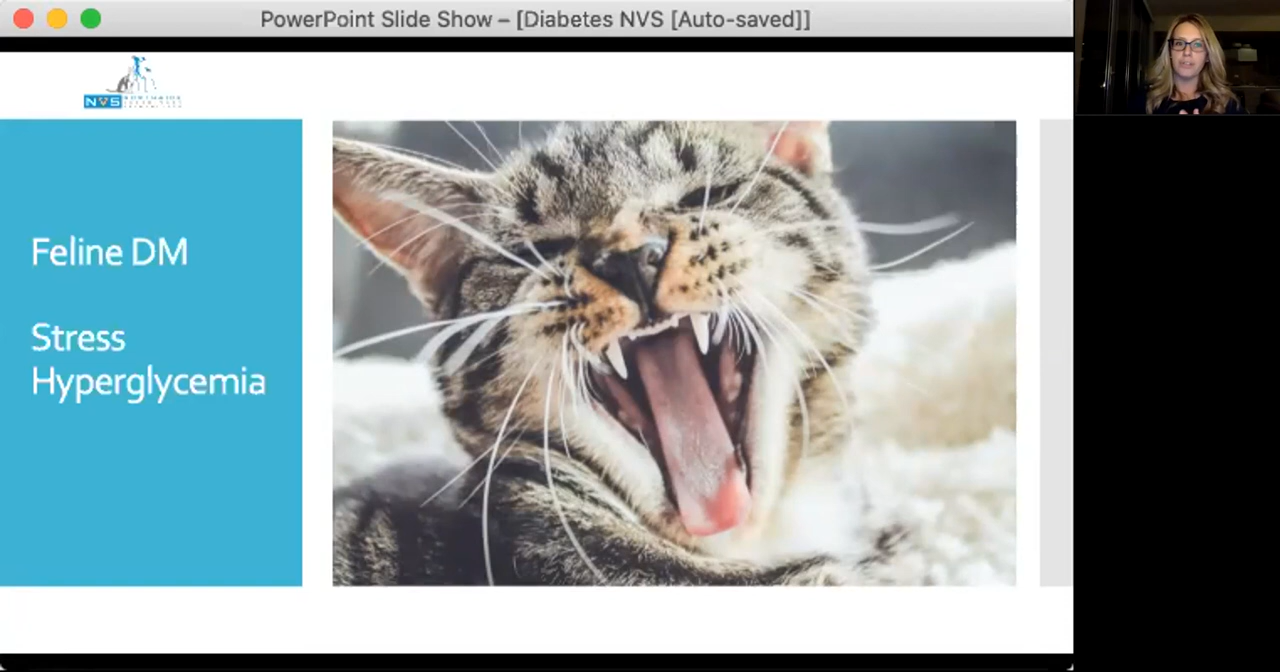 PowerPoint Slide Show – [Diabetes NVS [Auto-saved]]
NVS
Feline DM
Stress
Hyperglycemia